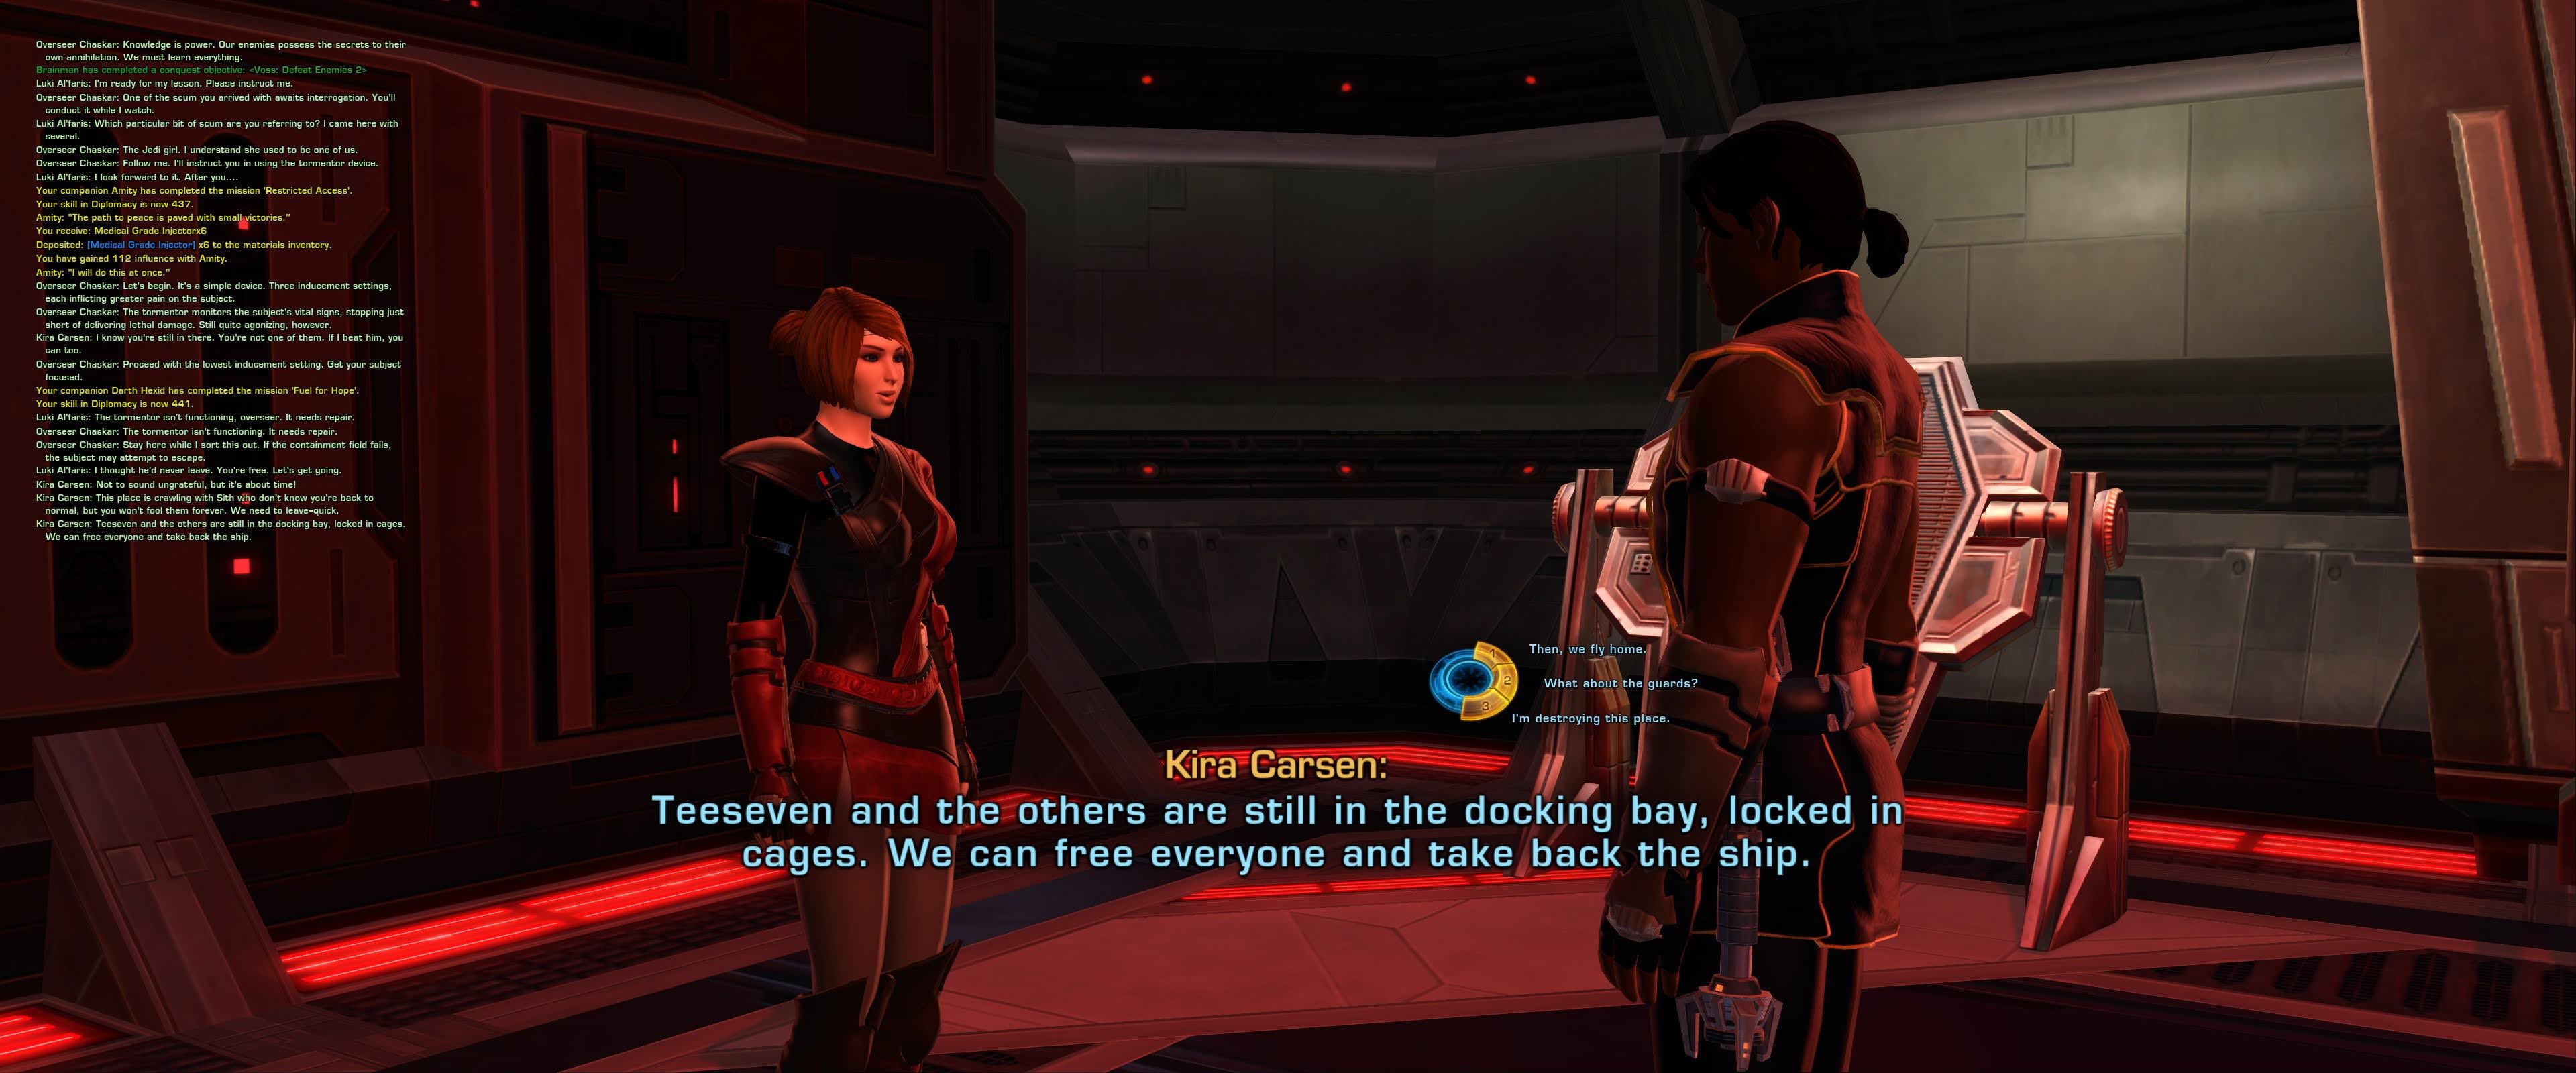 Overseer Chaskar: Knowledge is power. Our enemies possess the secrets to their
own annihilation. We must learn everything.
Brainman has completed a conquest objective: <Voss: Defeat Enemies 2>
Luki Al'faris: I'm ready for my lesson. Please instruct me.
Overseer Chaskar: One of the scum you arrived with awaits interrogation. You'll
conduct it while I watch.
Luki Al'faris: Which particular bit of scum are you referring to? I came here with
several.
Overseer Chaskar: The Jedi girl. I understand she used to be one of us.
Overseer Chaskar: Follow me. I'll instruct you in using the tormentor device.
Luki Al'faris: I look forward to it. After you....
Your companion Amity has completed the mission 'Restricted Access'.
Your skill in Diplomacy is now 437.
Amity: "The path to peace is paved with small victories."
You receive: Medical Grade Injectorx6
Deposited: [Medical Grade Injector] x6 to the materials inventory.
You have gained 112 influence with Amity.
Amity: "I will do this at once."
Overseer Chaskar: Let's begin. It's a simple device. Three inducement settings,
each inflicting greater pain on the subject.
Overseer Chaskar: The tormentor monitors the subject's vital signs, stopping just
short of delivering lethal damage. Still quite agonizing, however.
Kira Carsen: I know you're still in there. You're not one of them. If I beat him, you
can too.
Overseer Chaskar: Proceed with the lowest inducement setting. Get your subject
focused.
Your companion Darth Hexid has completed the mission 'Fuel for Hope'.
Your skill in Diplomacy is now 441.
Luki Al'faris: The tormentor isn't functioning, overseer. It needs repair.
Overseer Chaskar: The tormentor isn't functioning. It needs repair.
Overseer Chaskar: Stay here while I sort this out. If the containment field fails,
the subject may attempt to escape.
Luki Al'faris: I thought he'd never leave. You're free. Let's get going.
Kira Carsen: Not to sound ungrateful, but it's about time!
Kira Carsen: This place is crawling with Sith who don't know you're back to
normal, but you won't fool them forever. We need to leave–quick.
Kira Carsen: Teeseven and the others are still in the docking bay, locked in cages.
We can free everyone and take back the ship.
1 Then, we fly home.
2 What about the guards?
3 I'm destroying this place.
Kira Carsen:
Teeseven and the others are still in the docking bay, locked in
cages. We can free everyone and take back the ship.